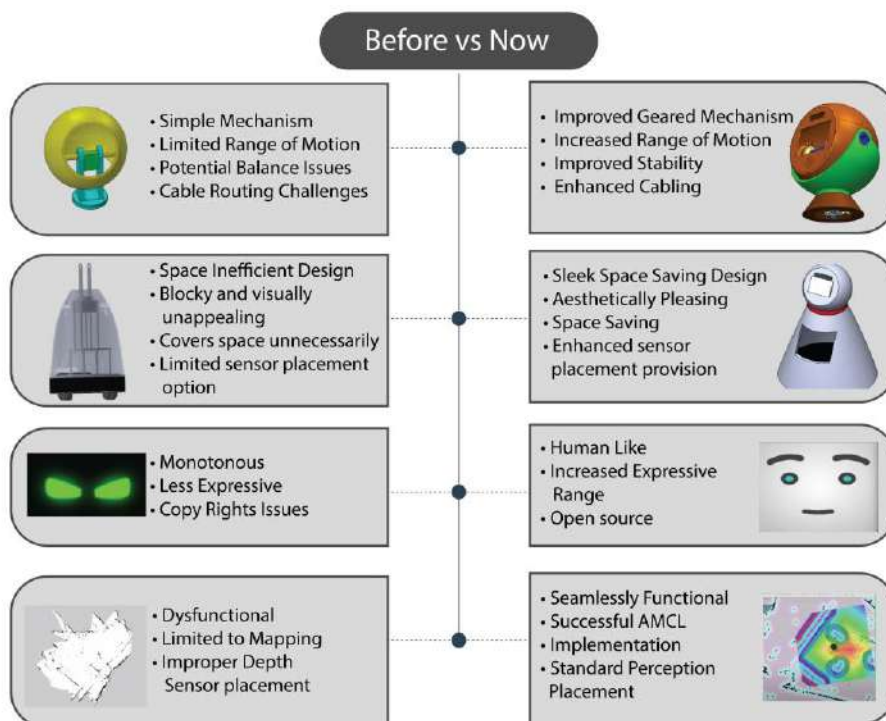 Before vs Now
• Simple Mechanism
• Limited Range of Motion
• Potential Balance Issues
• Cable Routing Challenges
• Improved Geared Mechanism
• Increased Range of Motion
• Improved Stability
• Enhanced Cabling
• Space Inefficient Design
• Blocky and visually
unappealing
• Covers space unnecessarily
• Limited sensor placement
option
• Sleek Space Saving Design
• Aesthetically Pleasing
• Space Saving
• Enhanced sensor
placement provision
• Monotonous
• Less Expressive
• Copy Rights Issues
• Human Like
• Increased Expressive
Range
• Open source
• Dysfunctional
• Limited to Mapping
• Improper Depth
Sensor placement
• Seamlessly Functional
• Successful AMCL
• Implementation
• Standard Perception
Placement